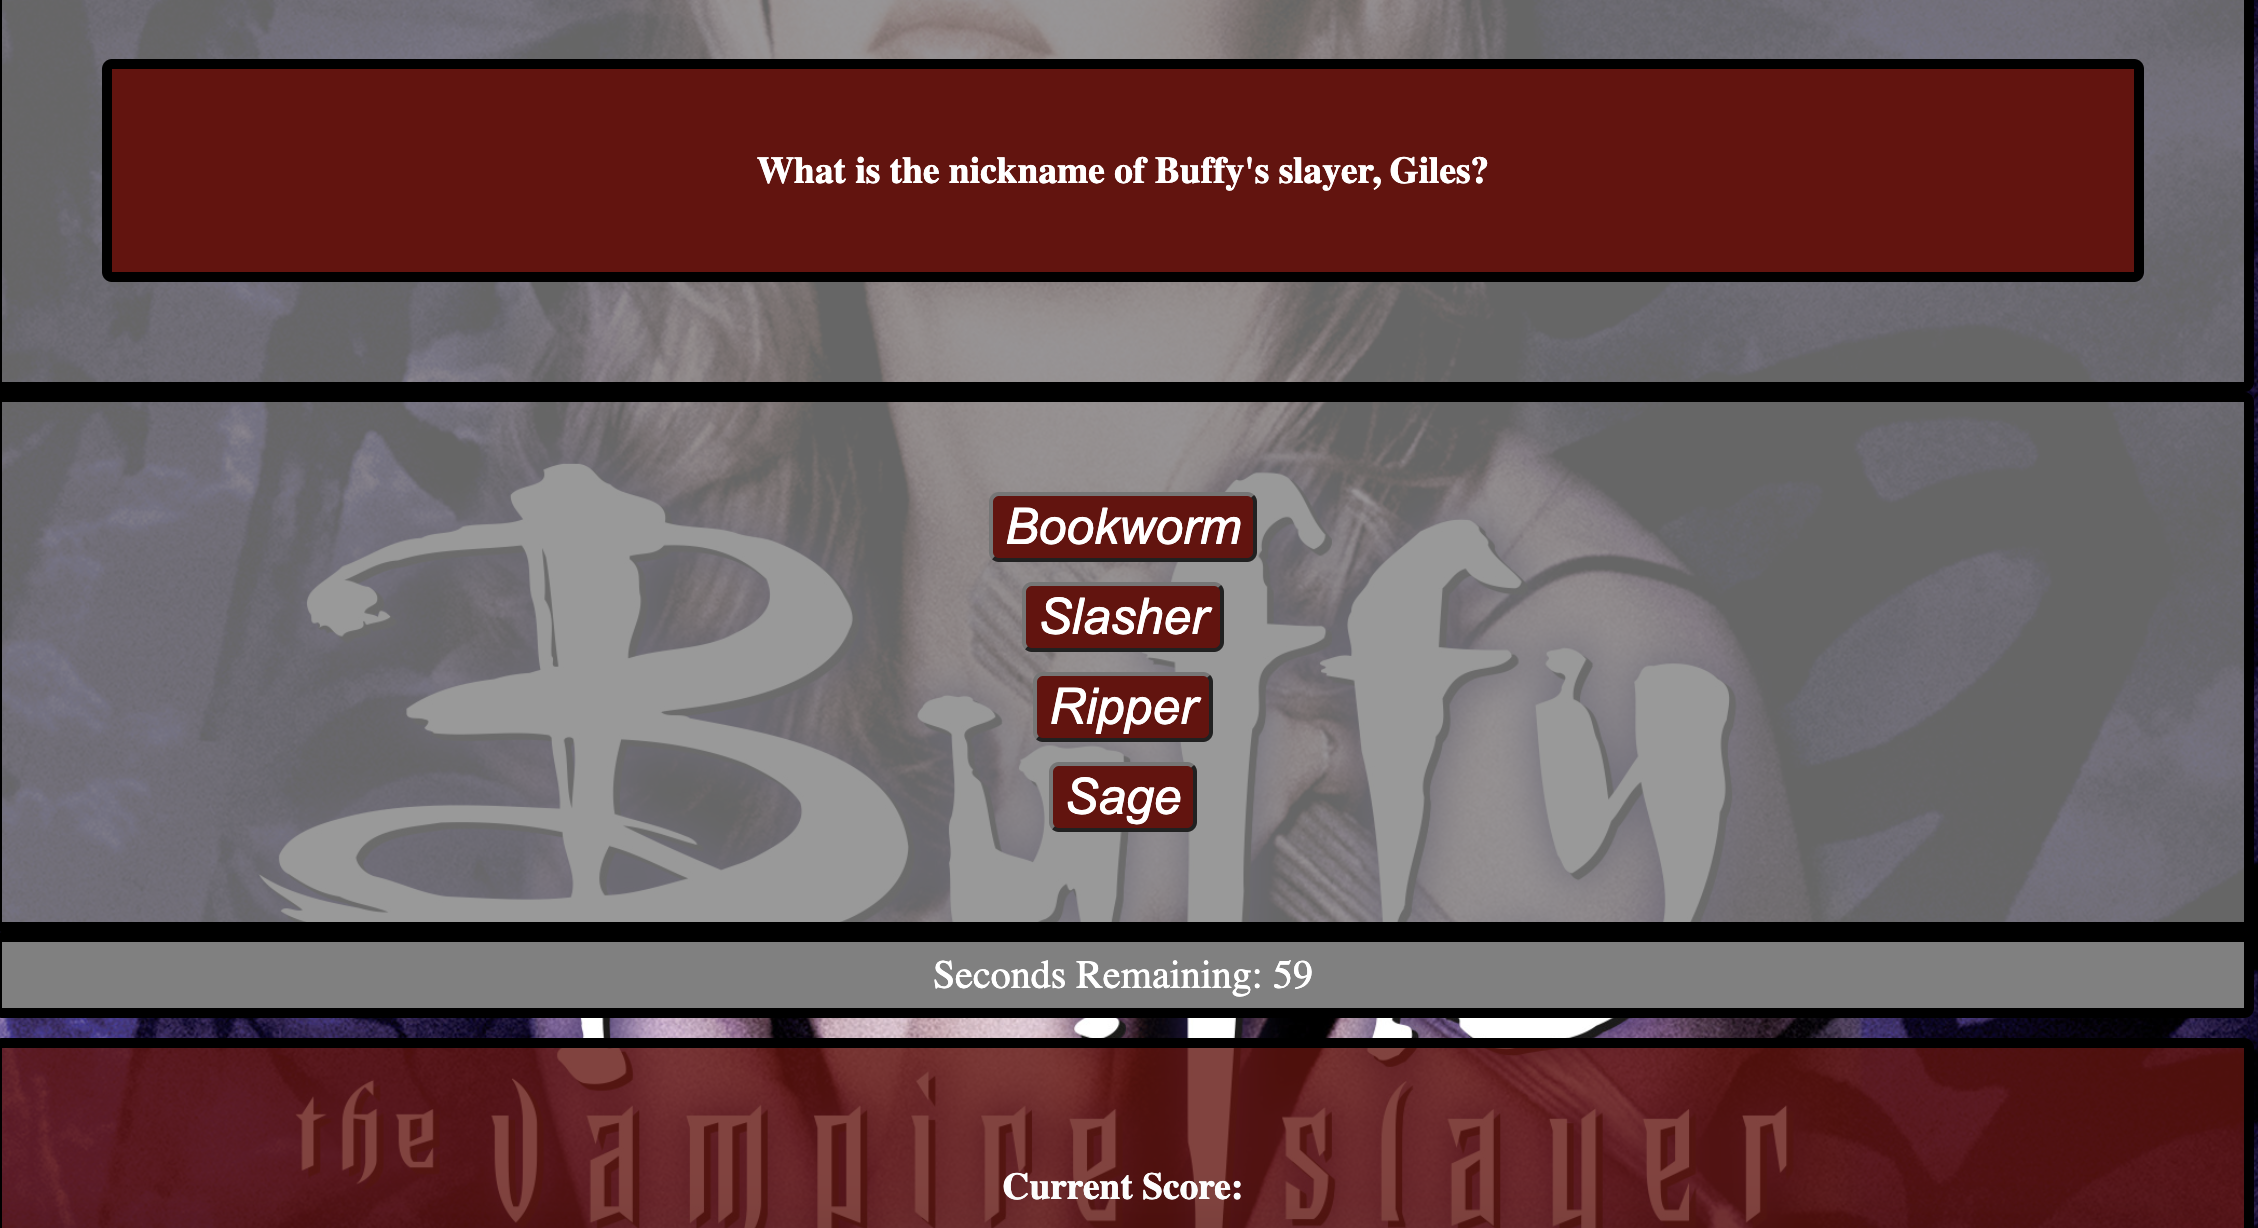 What is the nickname of Buffy's slayer, Giles?
Bookworm
Slasher
Ripper
Sage
Buffy
Seconds Remaining: 59
the vampire slayer
Current Score: